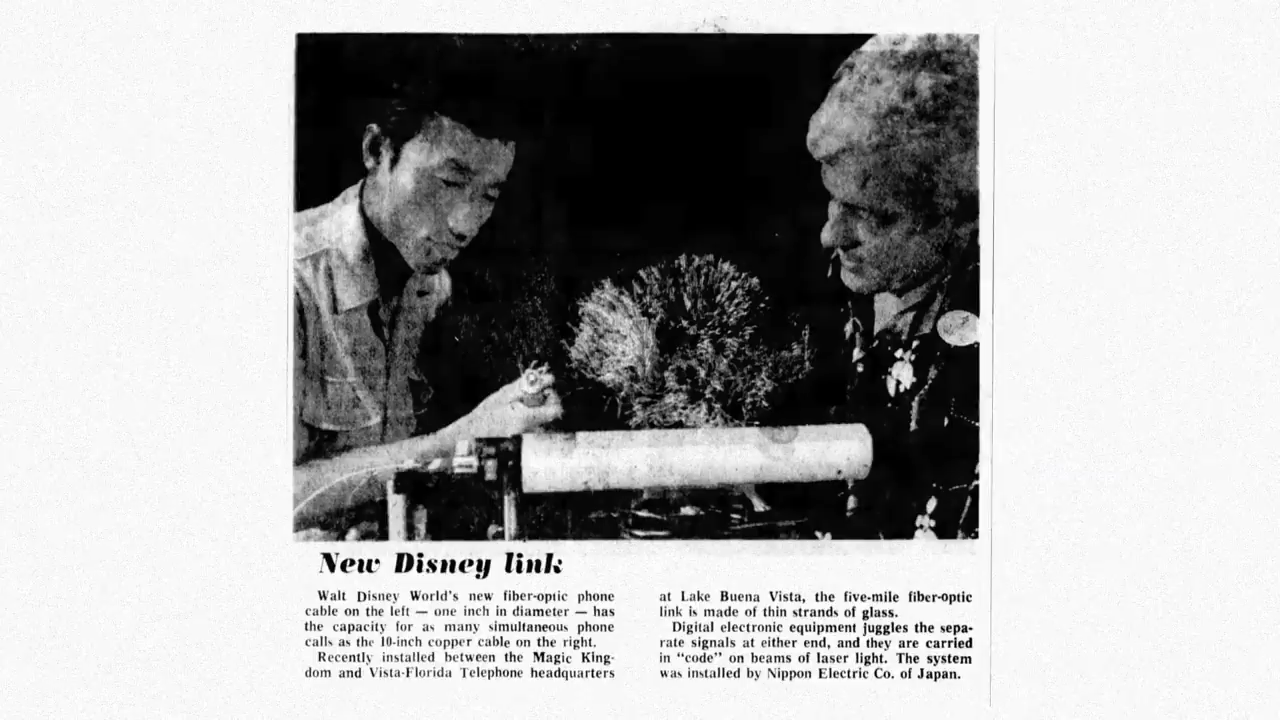 New Disney link
Walt Disney World's new fiber-optic phone
cable on the left — one inch in diameter — has
the capacity for as many simultaneous phone
calls as the 10-inch copper cable on the right.
Recently installed between the Magic King-
dom and Vista-Florida Telephone headquarters
at Lake Buena Vista, the five-mile fiber-optic
link is made of thin strands of glass.
Digital electronic equipment juggles the sepa-
rate signals at either end, and they are carried
in “code” on beams of laser light. The system
was installed by Nippon Electric Co. of Japan.